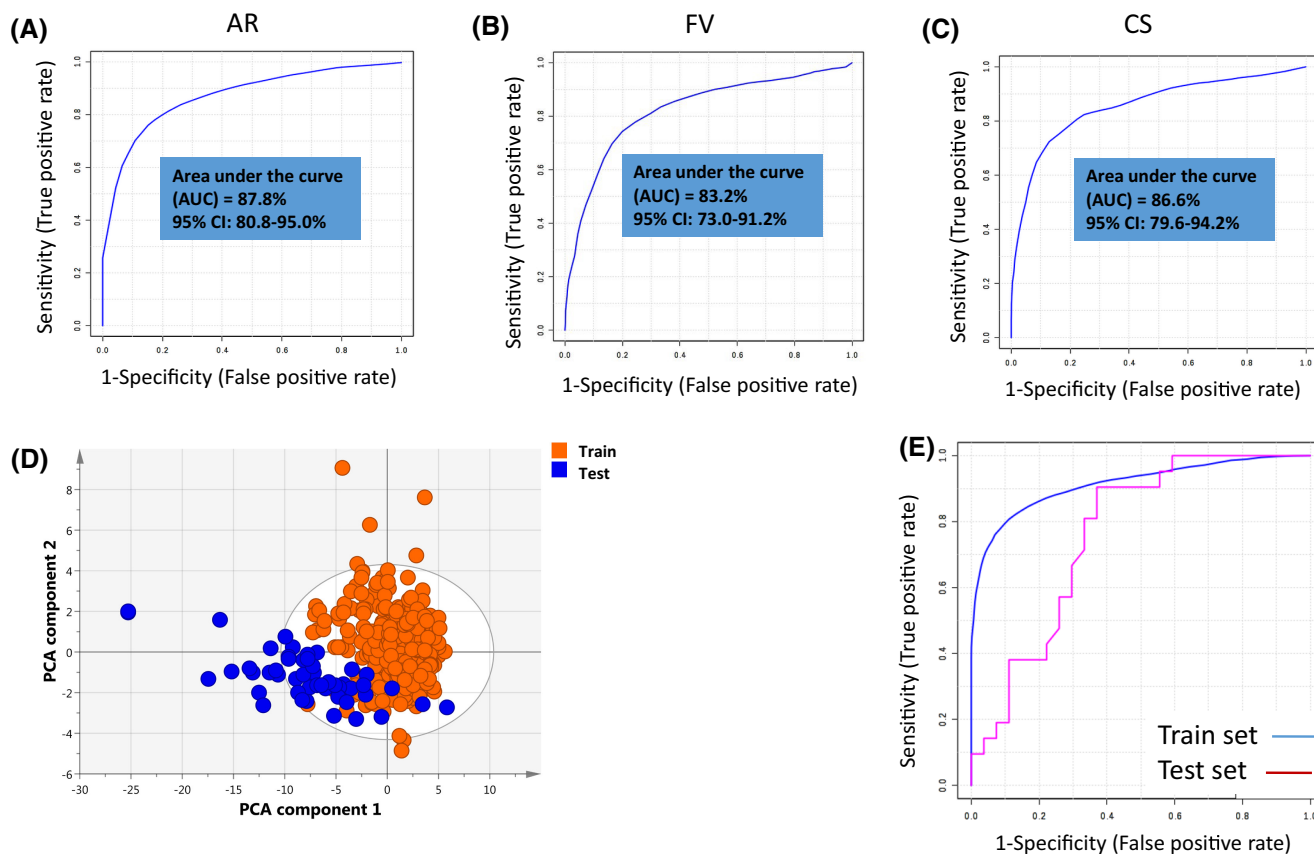 (A)
AR
Sensitivity (True positive rate)
1.0
0.8
0.6
0.4
0.2
0.0
Area under the curve
(AUC) = 87.8%
95% CI: 80.8-95.0%
0.0 0.2 0.4 0.6 0.8 1.0
1-Specificity (False positive rate)
(B)
FV
Sensitivity (True positive rate)
1.0
0.8
0.6
0.4
0.2
0.0
Area under the curve
(AUC) = 83.2%
95% CI: 73.0-91.2%
0.0 0.2 0.4 0.6 0.8 1.0
1-Specificity (False positive rate)
(C)
CS
Sensitivity (True positive rate)
1.0
0.8
0.6
0.4
0.2
0.0
Area under the curve
(AUC) = 86.6%
95% CI: 79.6-94.2%
0.0 0.2 0.4 0.6 0.8 1.0
1-Specificity (False positive rate)
(D)
Train
Test
PCA component 2
8
6
4
2
0
-2
-4
-6
-30 -25 -20 -15 -10 -5 0 5 10
PCA component 1
(E)
Sensitivity (True positive rate)
1.0
0.8
0.6
0.4
0.2
0.0
Train set
Test set
0.0 0.2 0.4 0.6 0.8 1.0
1-Specificity (False positive rate)